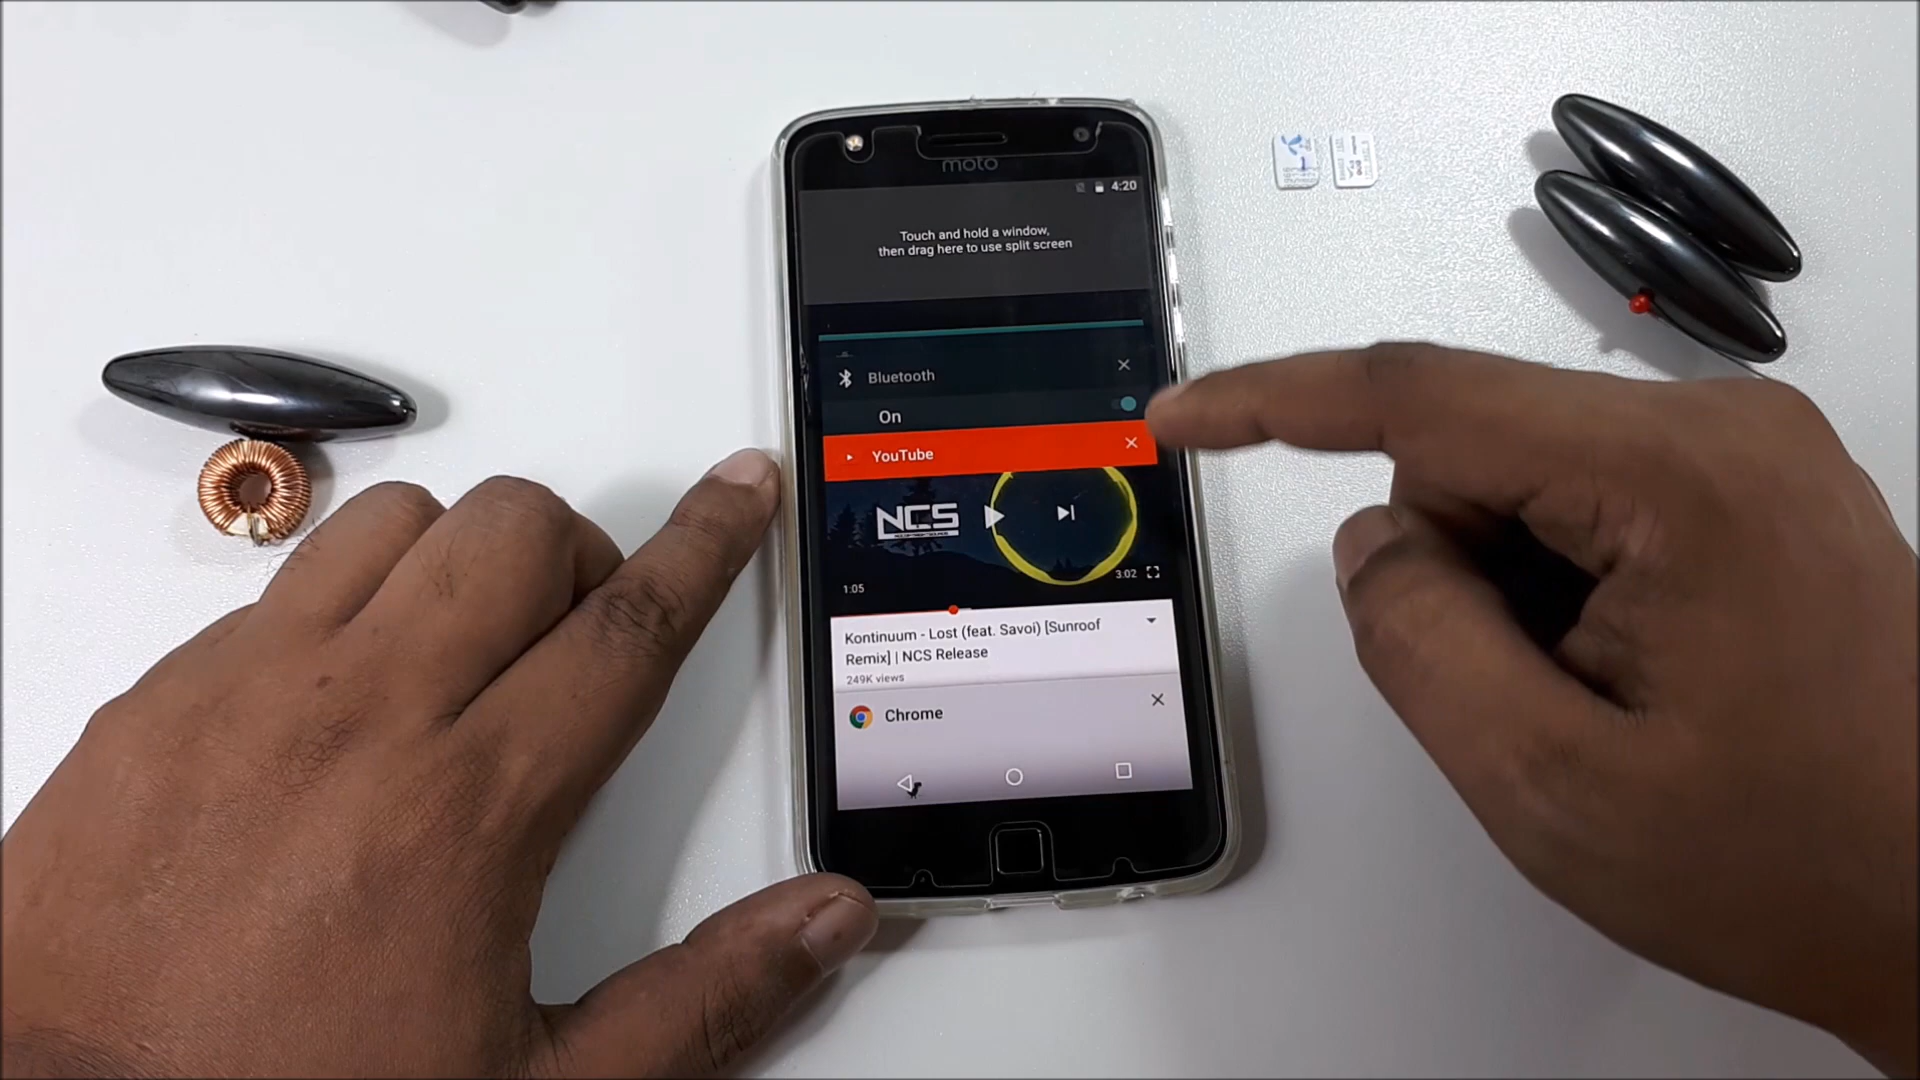 moto
4:20
Touch and hold a window,
then drag here to use split screen
Bluetooth
On
YouTube
NCS
1:05
3:02
Kontinuum - Lost (feat. Savoi) [Sunroof
Remix] | NCS Release
249K views
Chrome